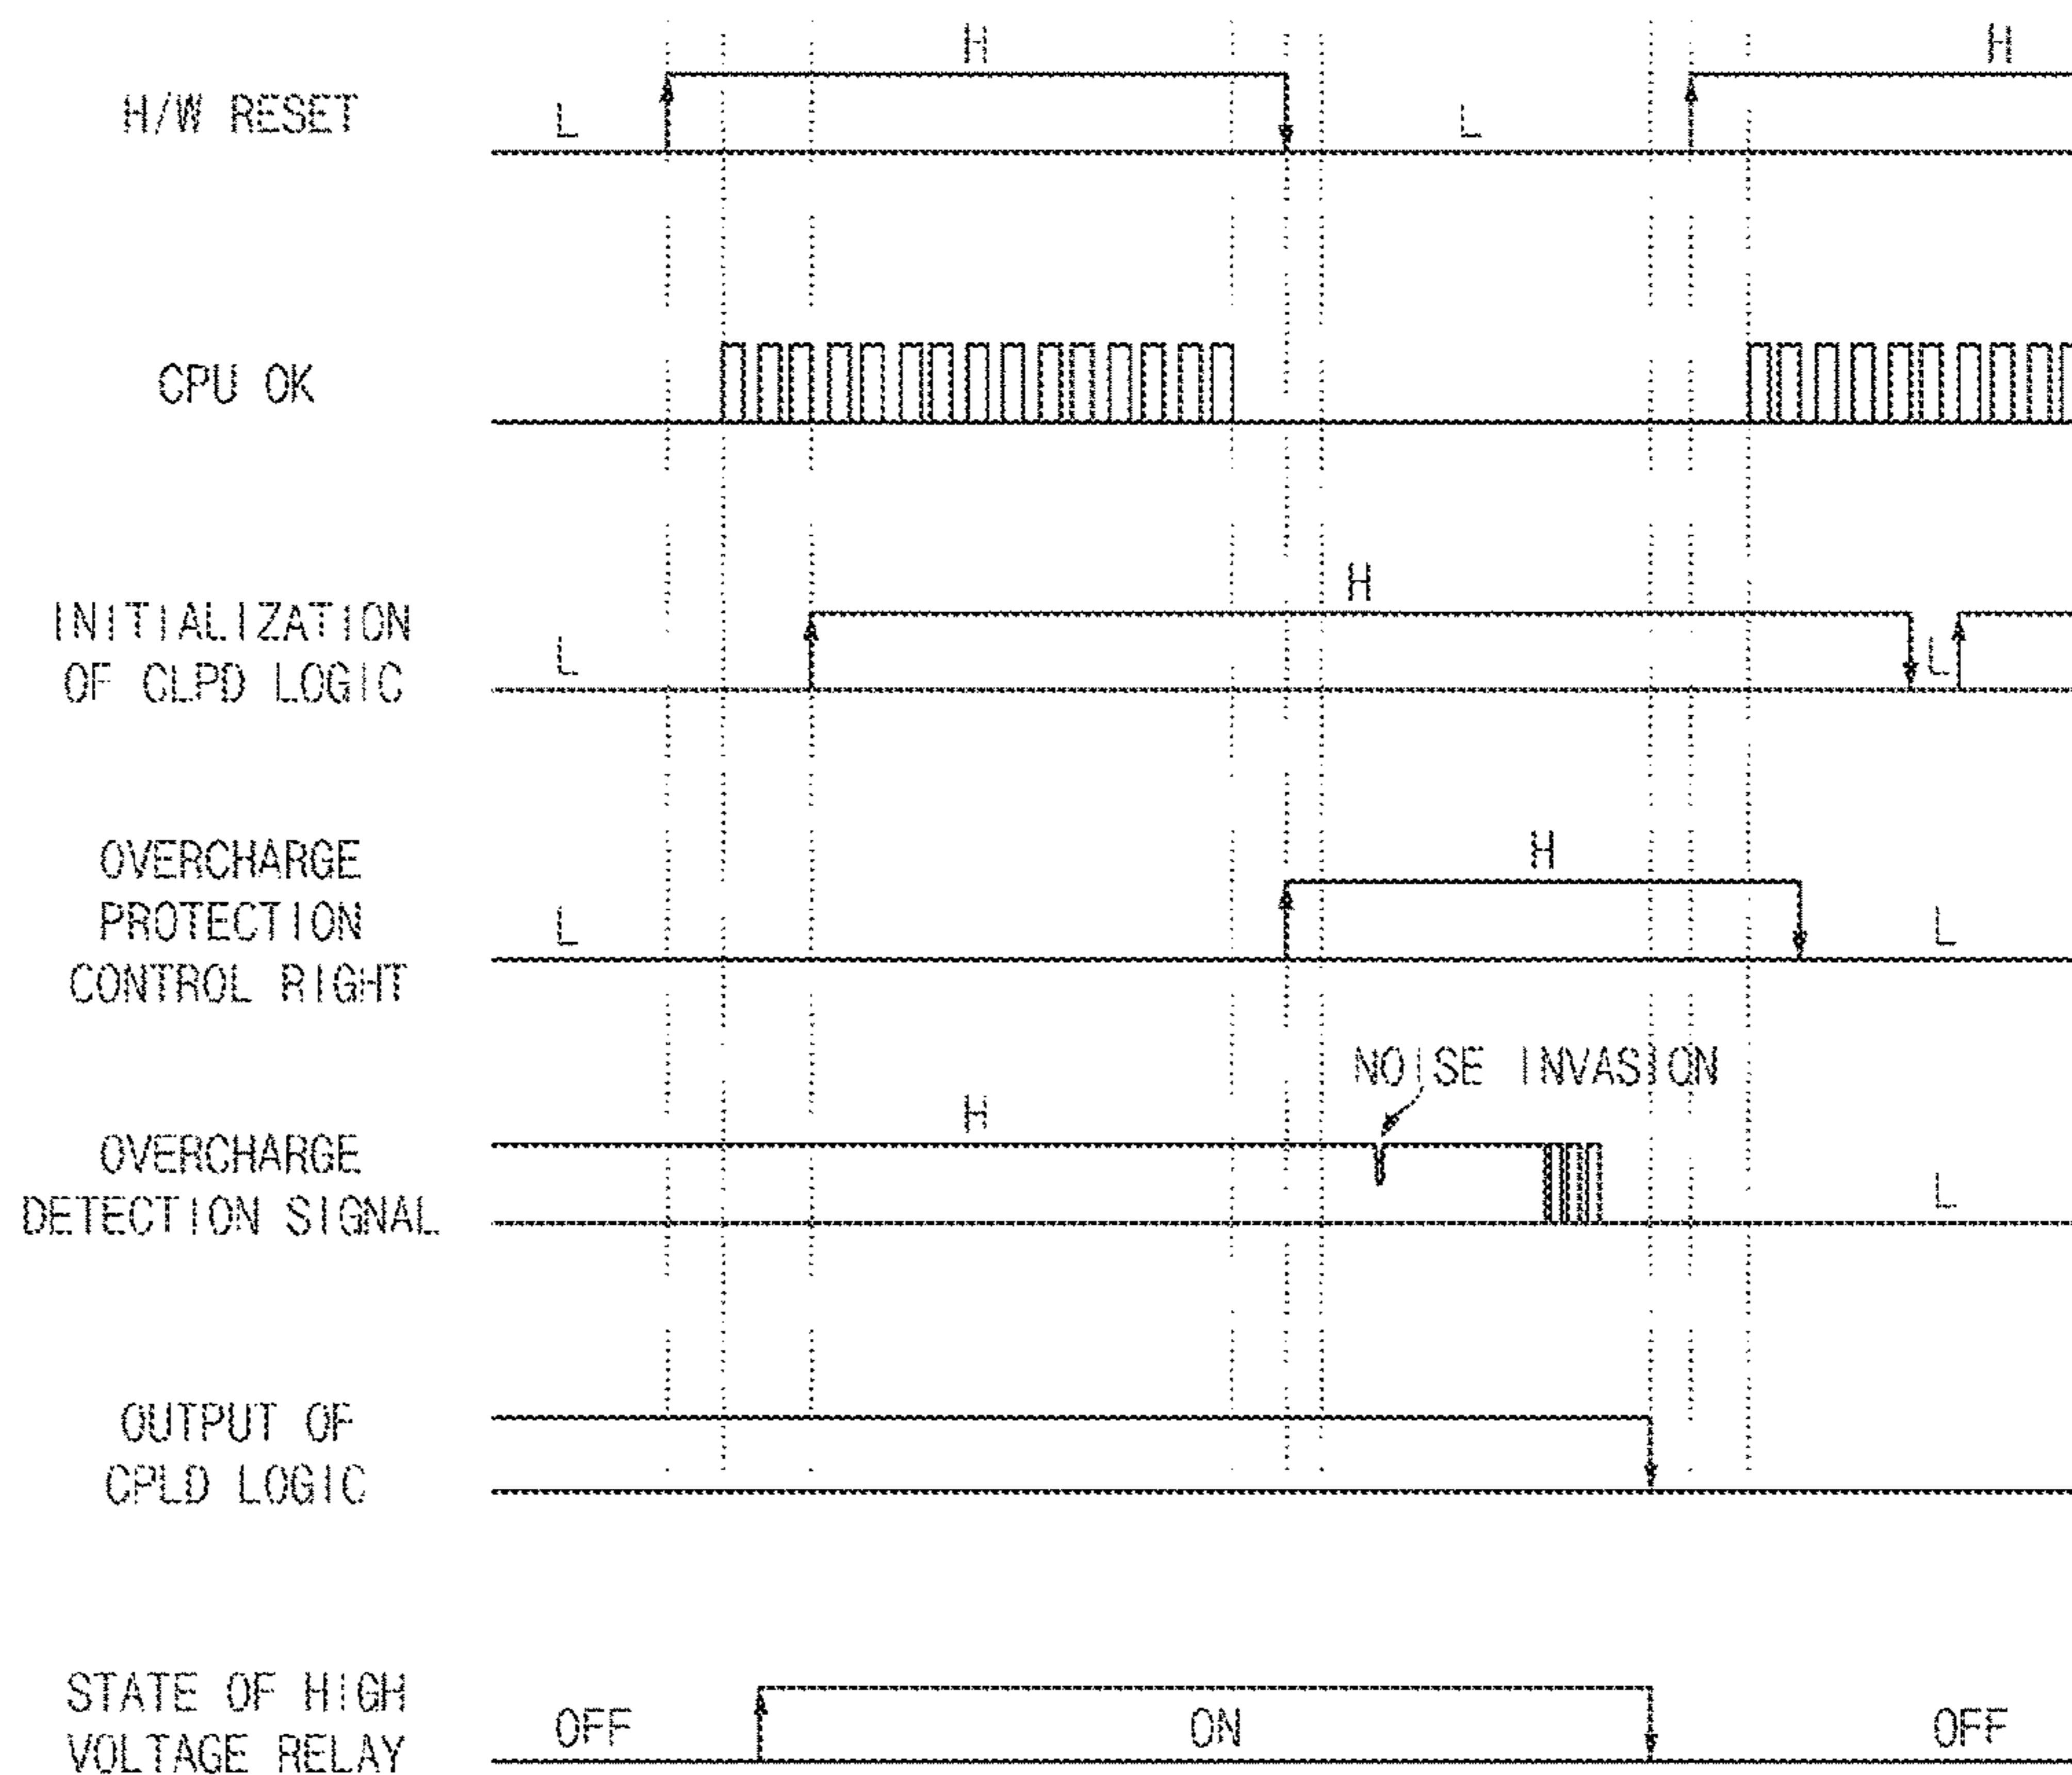 H
H
H/W RESET
L
L
CPU OK
H
INITIALIZATION
OF CLPD LOGIC
L
L
H
OVERCHARGE
PROTECTION
CONTROL RIGHT
L
L
NOISE INVASION
H
OVERCHARGE
DETECTION SIGNAL
L
OUTPUT OF
CPLD LOGIC
STATE OF HIGH
VOLTAGE RELAY
OFF
ON
OFF